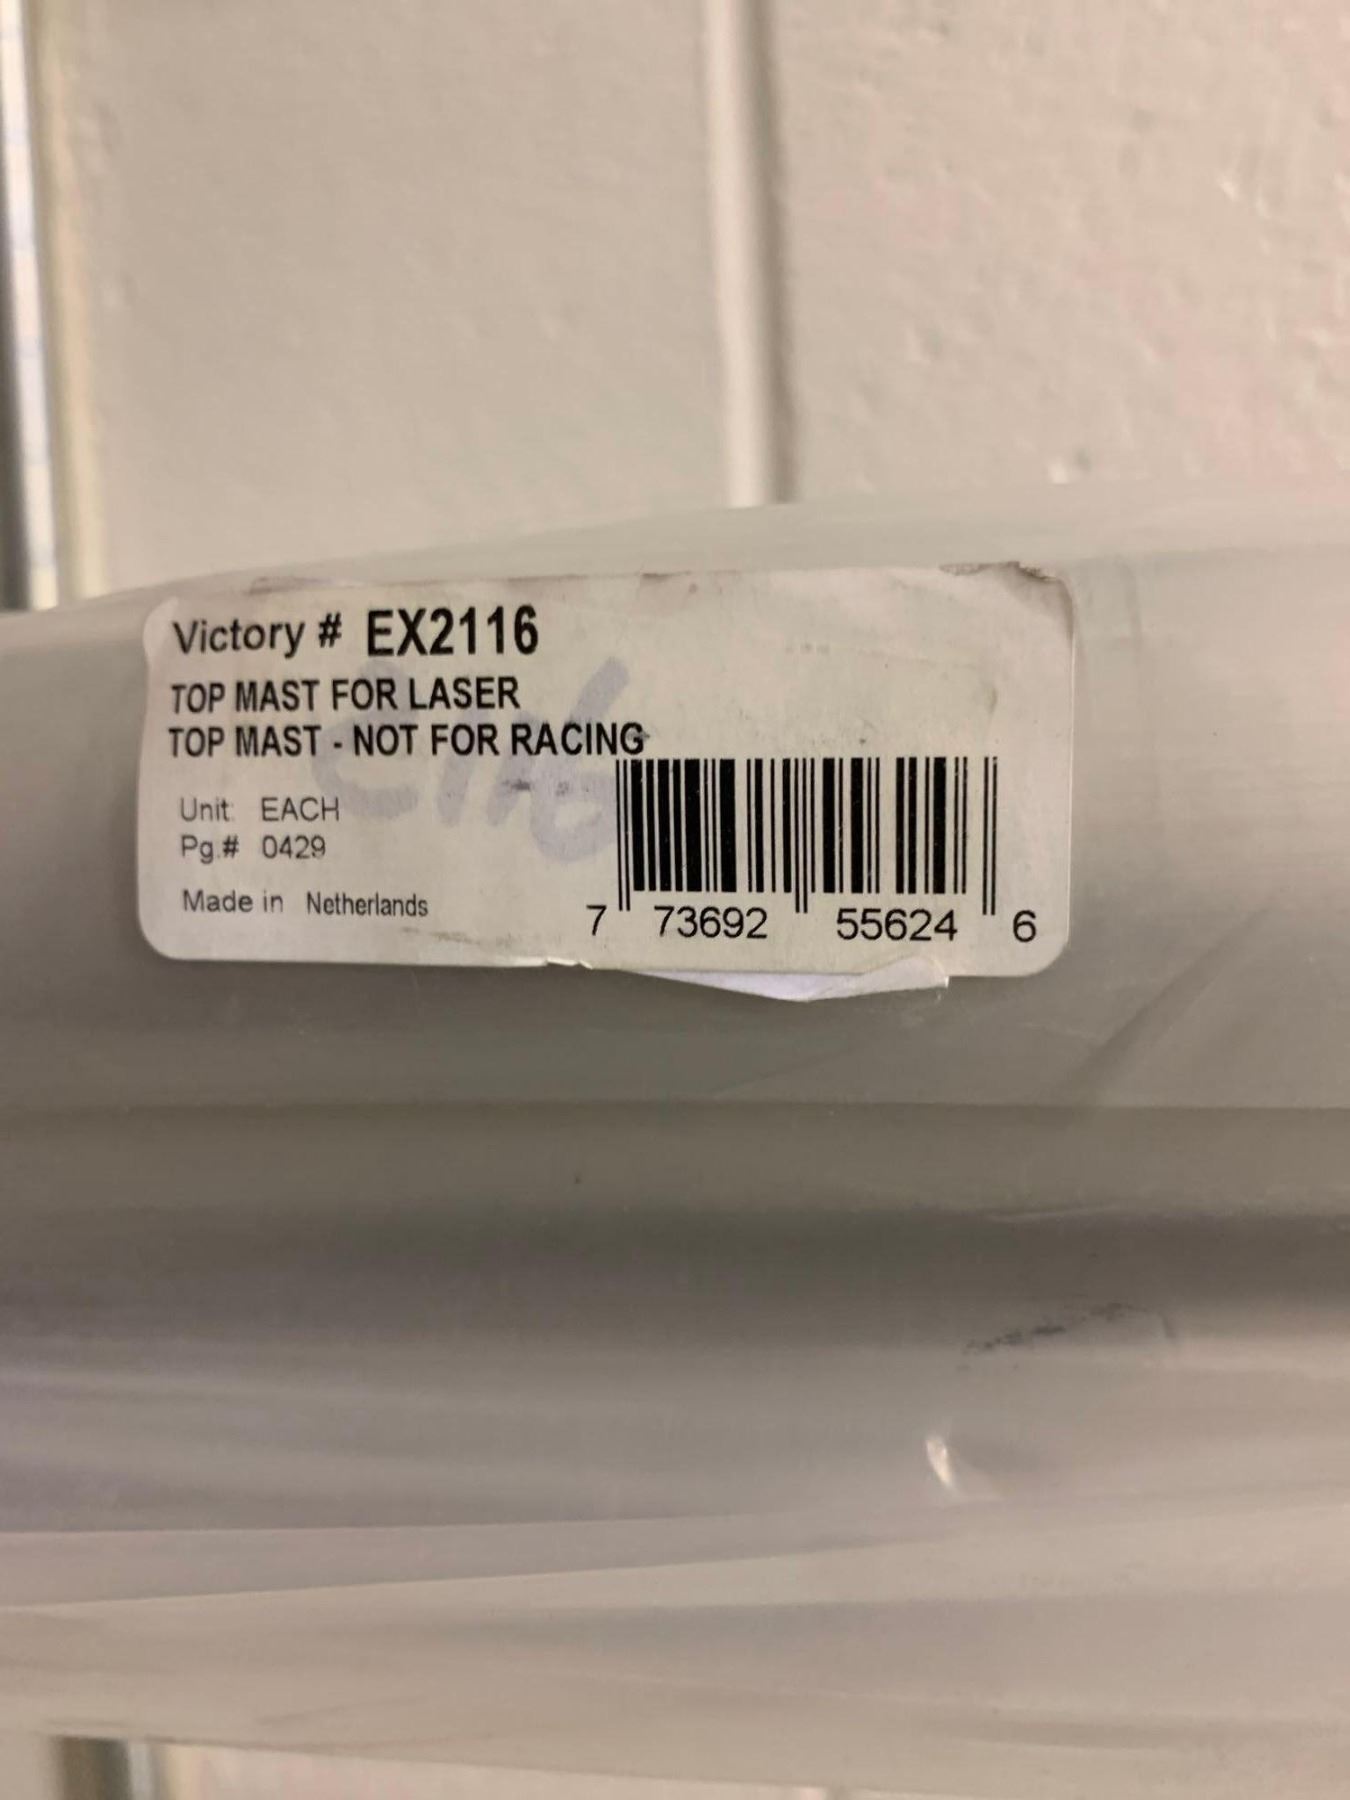 Victory # EX2116
TOP MAST FOR LASER
TOP MAST - NOT FOR RACING
Unit: EACH
Pg.# 0429
Made in Netherlands
7 73692 55624 6